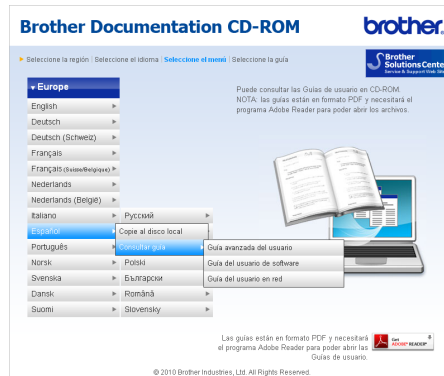 Brother Documentation CD-ROM
brother
Seleccione la región | Seleccione el idioma | Seleccione el menú | Seleccione la guía
Brother
Solutions Center
Service & Support Web Site
Europe
English
Deutsch
Deutsch (Schweiz)
Français
Français (Suisse/Belgique)
Nederlands
Nederlands (België)
Italiano
Русский
Español
Copie al disco local
Português
Consultar guía
Guía avanzada del usuario
Norsk
Polski
Guía del usuario de software
Svenska
Български
Guía del usuario en red
Dansk
Română
Suomi
Slovensky
Puede consultar las Guías de usuario en CD-ROM.
NOTA: las guías están en formato PDF y necesitará el
programa Adobe Reader para poder abrir los archivos.
Las guías están en formato PDF y necesitará
el programa Adobe Reader para poder abrir las
Guías de usuario.
Get
ADOBE® READER®
© 2010 Brother Industries, Ltd. All Rights Reserved.